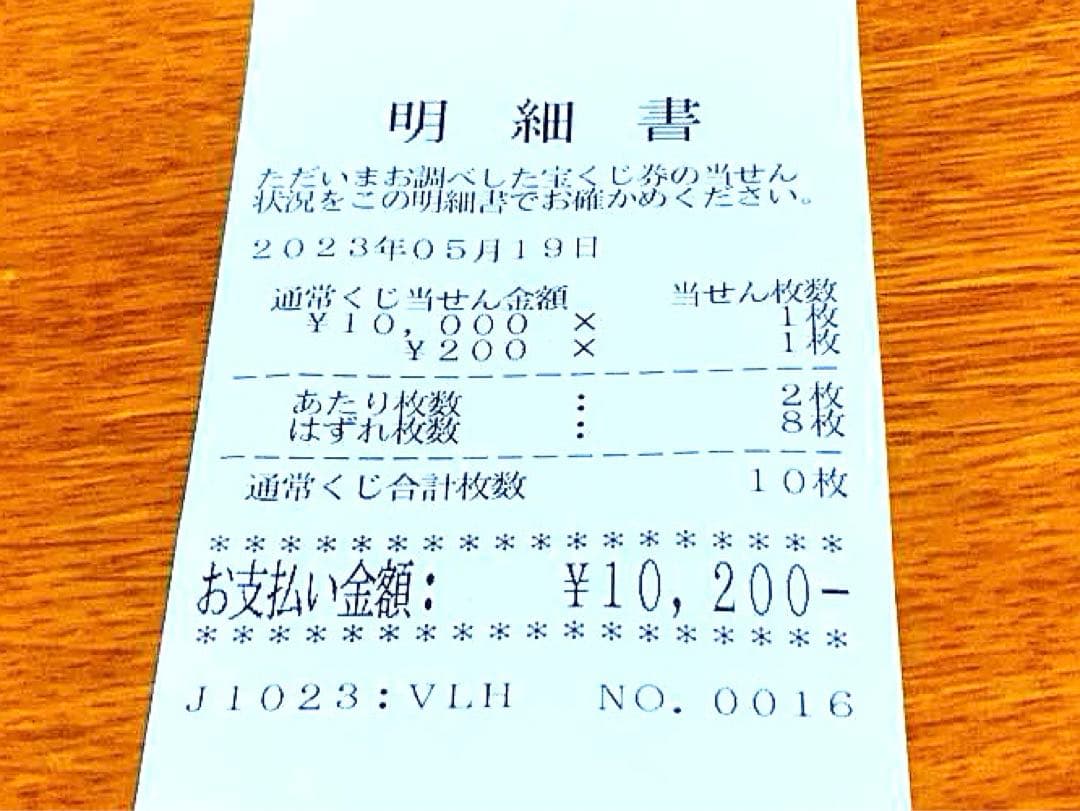 明細書
ただいまお調べした宝くじ券の当せん
状況をこの明細書でお確かめください。
2023年05月19日
通常くじ当せん金額 当せん枚数
¥10,000 × 1枚
¥200 × 1枚
あたり枚数 : 2枚
はずれ枚数 : 8枚
通常くじ合計枚数 10枚
******************
お支払い金額: ¥10,200-
******************
J1023:VLH NO.0016